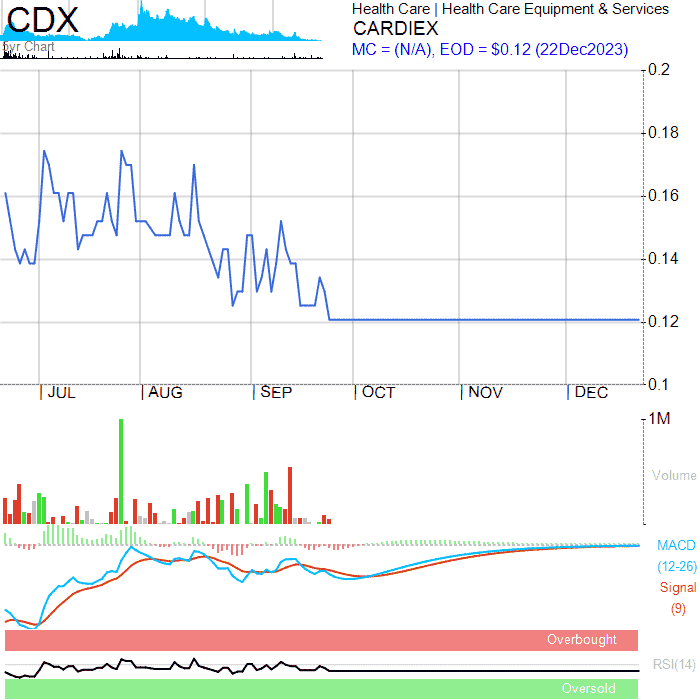 CDX
5yr Chart
Health Care | Health Care Equipment & Services
CARDIEX
MC = (N/A), EOD = $0.12 (22Dec2023)
0.2
0.18
0.16
0.14
0.12
0.1
JUL AUG SEP OCT NOV DEC
1M
Volume
MACD
(12-26)
Signal
(9)
Overbought
RSI(14)
Oversold